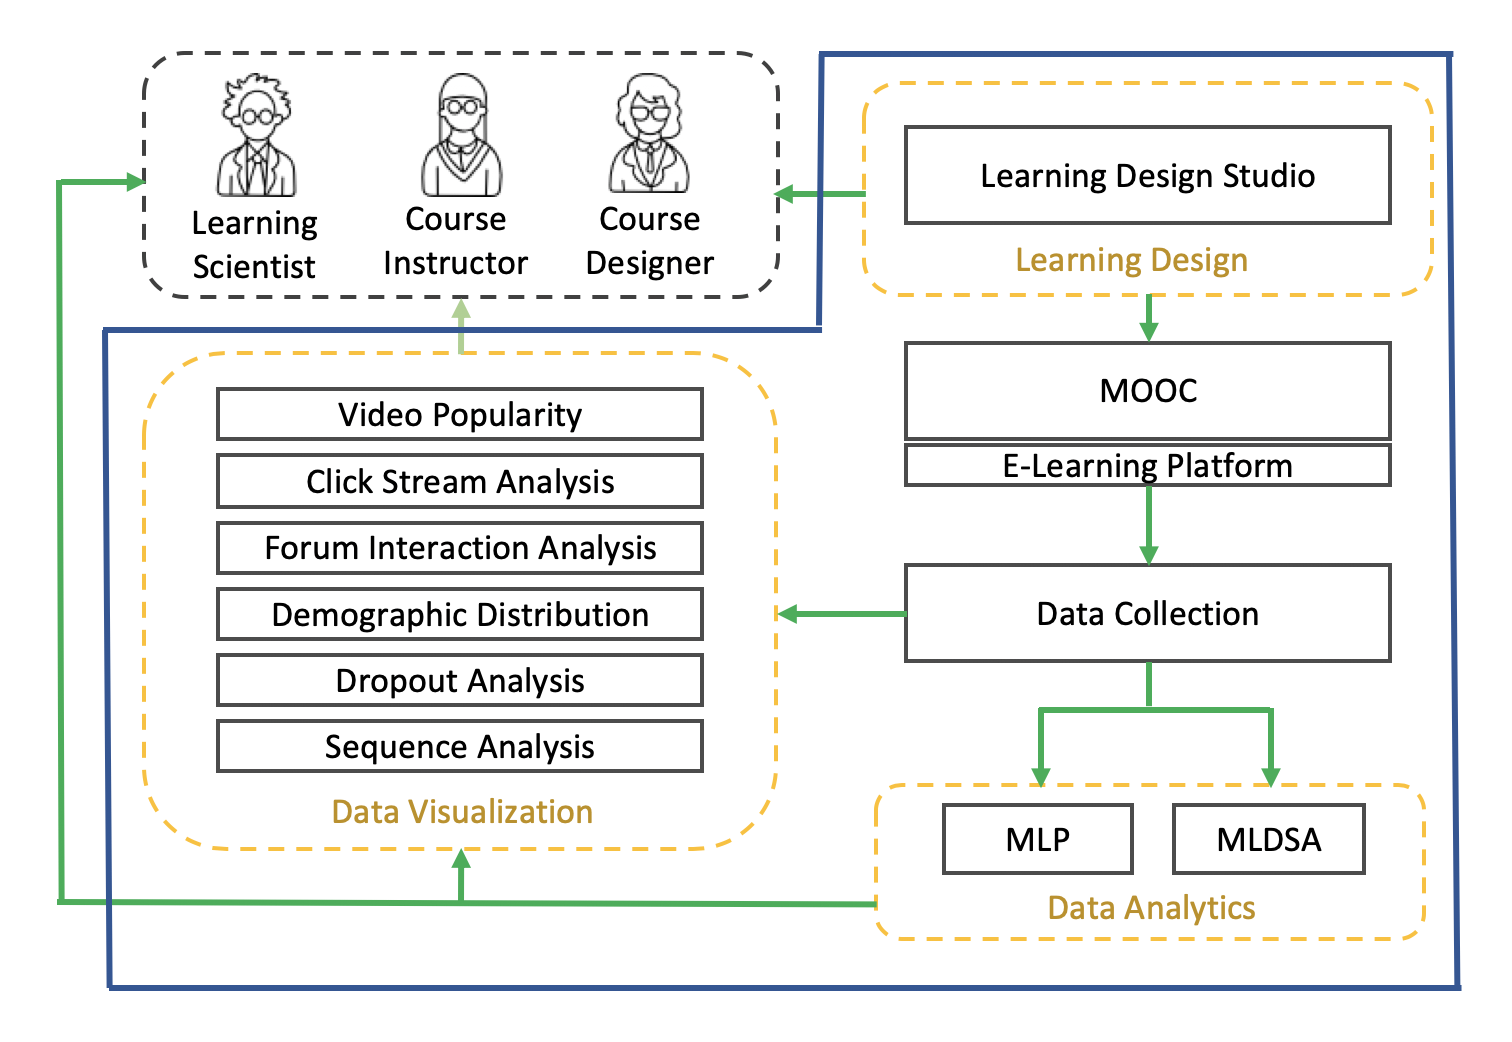 Learning
Scientist
Course
Instructor
Course
Designer
Learning Design Studio
Learning Design
MOOC
E-Learning Platform
Data Collection
Video Popularity
Click Stream Analysis
Forum Interaction Analysis
Demographic Distribution
Dropout Analysis
Sequence Analysis
Data Visualization
MLP
MLDSA
Data Analytics